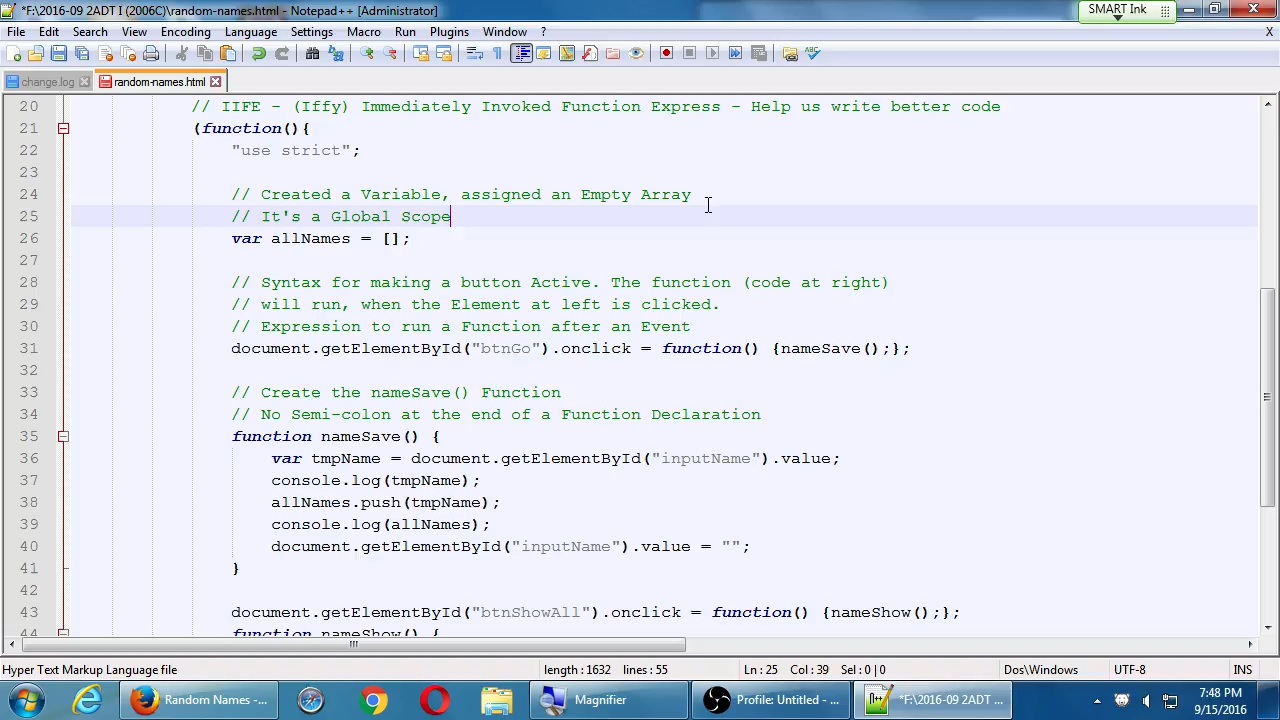 *F:\2016-09 2ADT I (2006C)\random-names.html - Notepad++ [Administrator]
SMART Ink
File Edit Search View Encoding Language Settings Macro Run Plugins Window ? X
change.log random-names.html
20 // IIFE - (Iffy) Immediately Invoked Function Express - Help us write better code
21 (function(){
22 "use strict";
23
24 // Created a Variable, assigned an Empty Array
25 // It's a Global Scope
26 var allNames = [];
27
28 // Syntax for making a button Active. The function (code at right)
29 // will run, when the Element at left is clicked.
30 // Expression to run a Function after an Event
31 document.getElementById("btnGo").onclick = function() {nameSave();};
32
33 // Create the nameSave() Function
34 // No Semi-colon at the end of a Function Declaration
35 function nameSave() {
36 var tmpName = document.getElementById("inputName").value;
37 console.log(tmpName);
38 allNames.push(tmpName);
39 console.log(allNames);
40 document.getElementById("inputName").value = "";
41 }
42
43 document.getElementById("btnShowAll").onclick = function() {nameShow();};
44 function nameShow() {
Hyper Text Markup Language file length : 1632 lines : 55 Ln : 25 Col : 39 Sel : 0 | 0 Dos\Windows UTF-8 INS
Random Names -... Magnifier Profile: Untitled - ... *F:\2016-09 2ADT ... 7:48 PM
9/15/2016